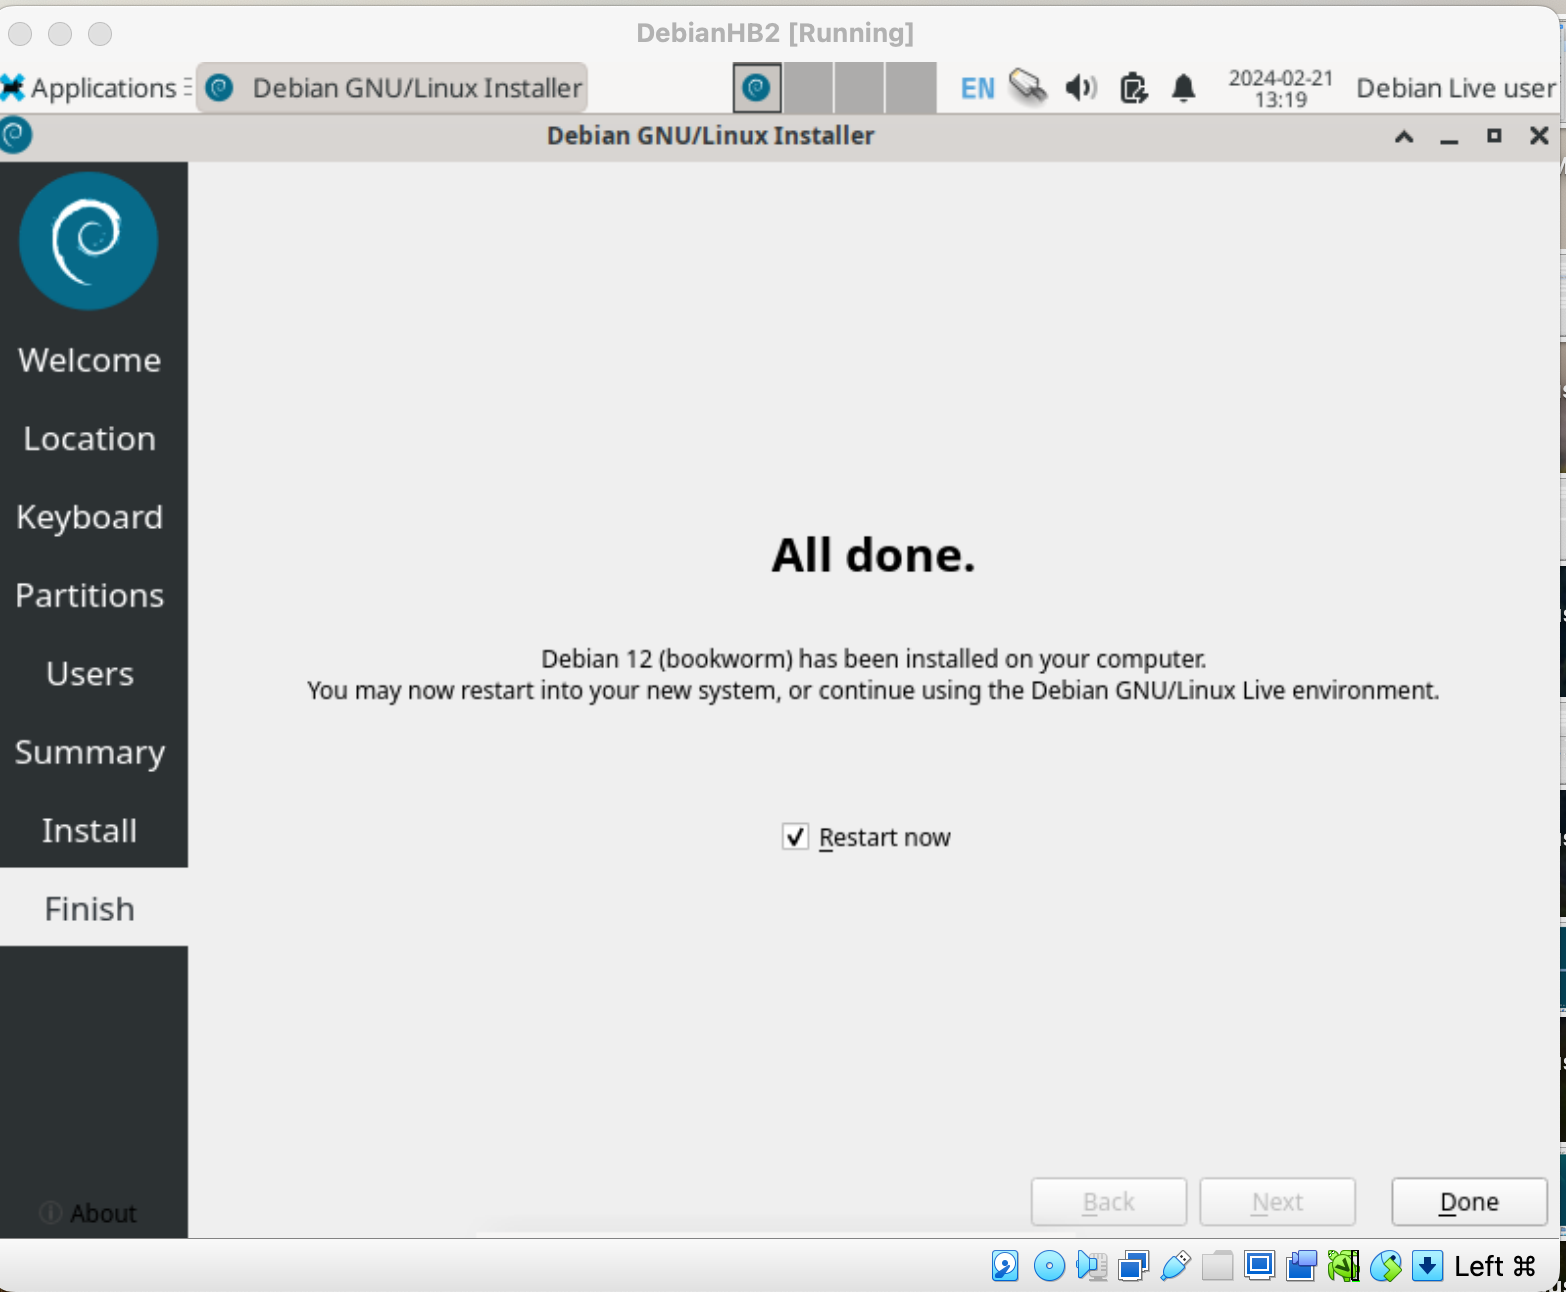 DebianHB2 [Running]
Applications
Debian GNU/Linux Installer
EN
2024-02-21
13:19
Debian Live user
Debian GNU/Linux Installer
Welcome
Location
Keyboard
Partitions
Users
Summary
Install
Finish
About
All done.
Debian 12 (bookworm) has been installed on your computer.
You may now restart into your new system, or continue using the Debian GNU/Linux Live environment.
Restart now
Back
Next
Done
Left ⌘